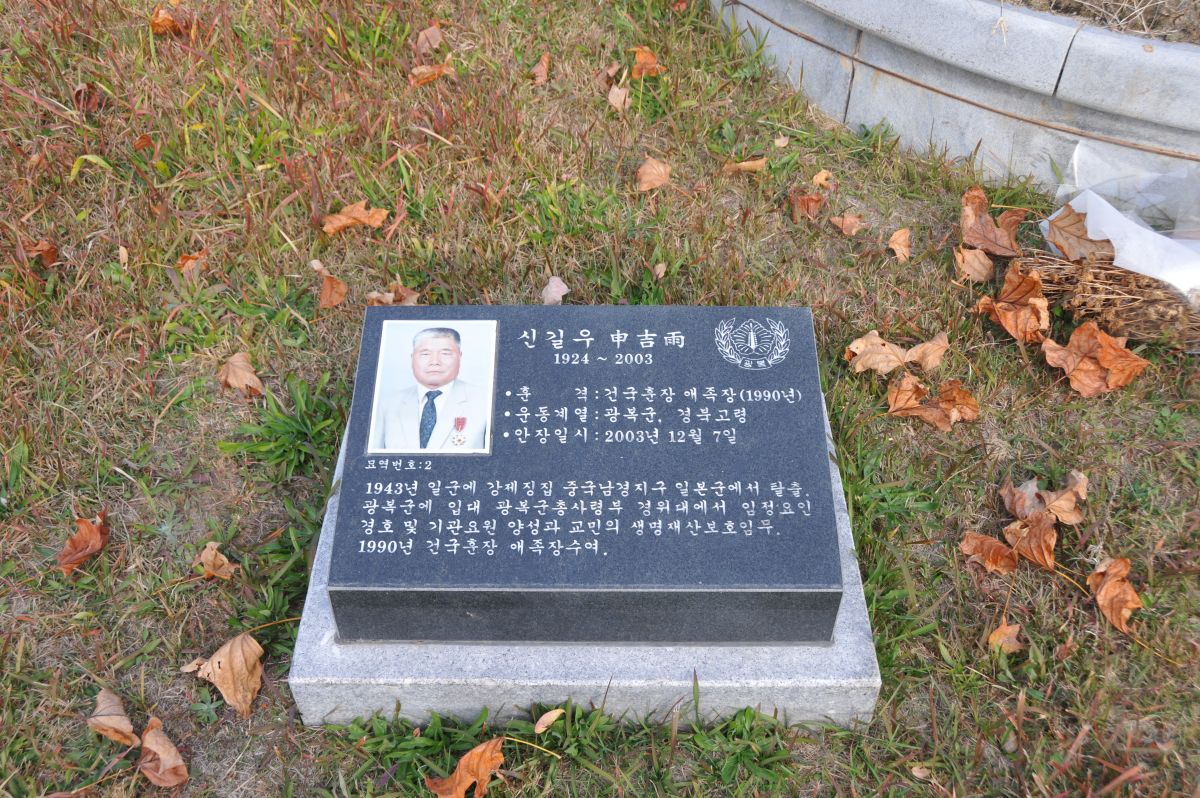 신길우 申吉雨
1924 ~ 2003
광복
• 훈 격 : 건국훈장 애족장(1990년)
• 운동계열 : 광복군, 경북고령
• 안장일시 : 2003년 12월 7일
묘역번호:2
1943년 일군에 강제징집 중국남경지구 일본군에서 탈출.
광복군에 입대 광복군총사령부 경위대에서 임정요인
경호 및 기관요원 양성과 교민의 생명재산보호임무.
1990년 건국훈장 애족장수여.